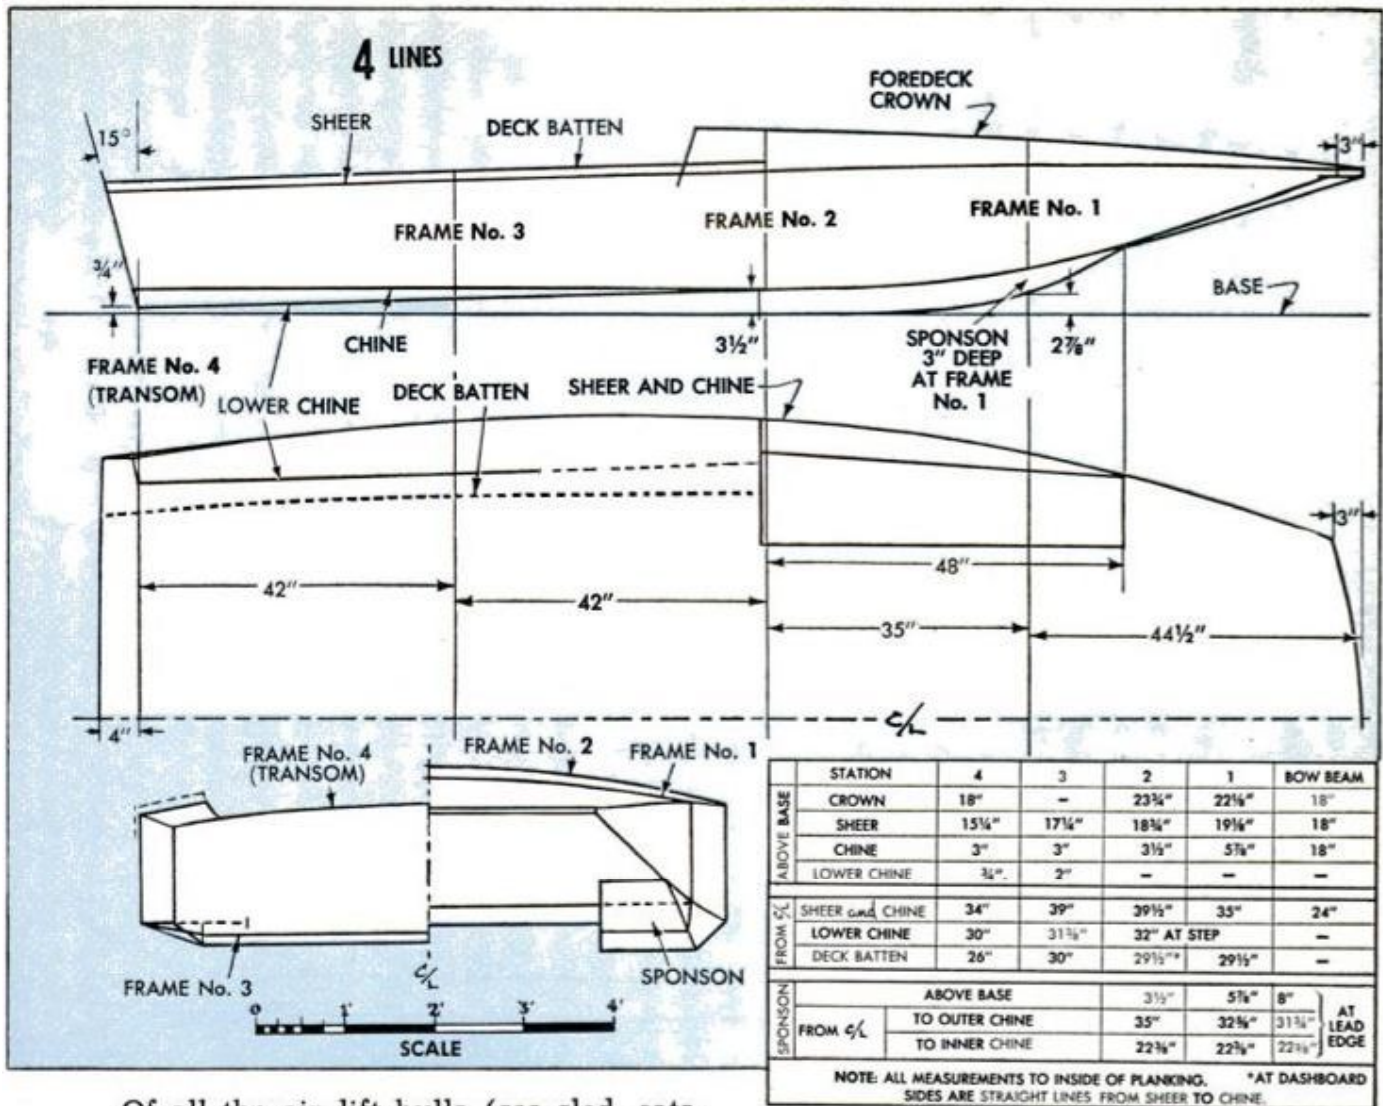 4 LINES
FOREDECK
CROWN
15°
SHEER
DECK BATTEN
3"
FRAME No. 3
FRAME No. 2
FRAME No. 1
3/4"
BASE
CHINE
3½"
SPONSON
3" DEEP
AT FRAME
No. 1
2⅞"
FRAME No. 4
(TRANSOM)
LOWER CHINE
DECK BATTEN
SHEER AND CHINE
3"
42"
42"
48"
35"
44½"
4"
C/L
FRAME No. 4
(TRANSOM)
FRAME No. 2
FRAME No. 1
FRAME No. 3
C/L
SPONSON
0 1' 2' 3' 4'
SCALE
STATION 4 3 2 1 BOW BEAM
ABOVE BASE
CROWN 18" – 23¾" 22⅛" 18"
SHEER 15¼" 17¼" 18¾" 19⅛" 18"
CHINE 3" 3" 3½" 5⅞" 18"
LOWER CHINE ¾". 2" – – –
FROM C/L
SHEER and CHINE 34" 39" 39½" 35" 24"
LOWER CHINE 30" 32" AT STEP –
DECK BATTEN 26" 30" 29½"* 29½" –
SPONSON
ABOVE BASE 3½" 5⅞" 8"
FROM C/L
TO OUTER CHINE 35" 32⅝" 31¾"
TO INNER CHINE 22⅜" 22⅜" 22⅜"
AT
LEAD
EDGE
NOTE: ALL MEASUREMENTS TO INSIDE OF PLANKING. *AT DASHBOARD
SIDES ARE STRAIGHT LINES FROM SHEER TO CHINE.